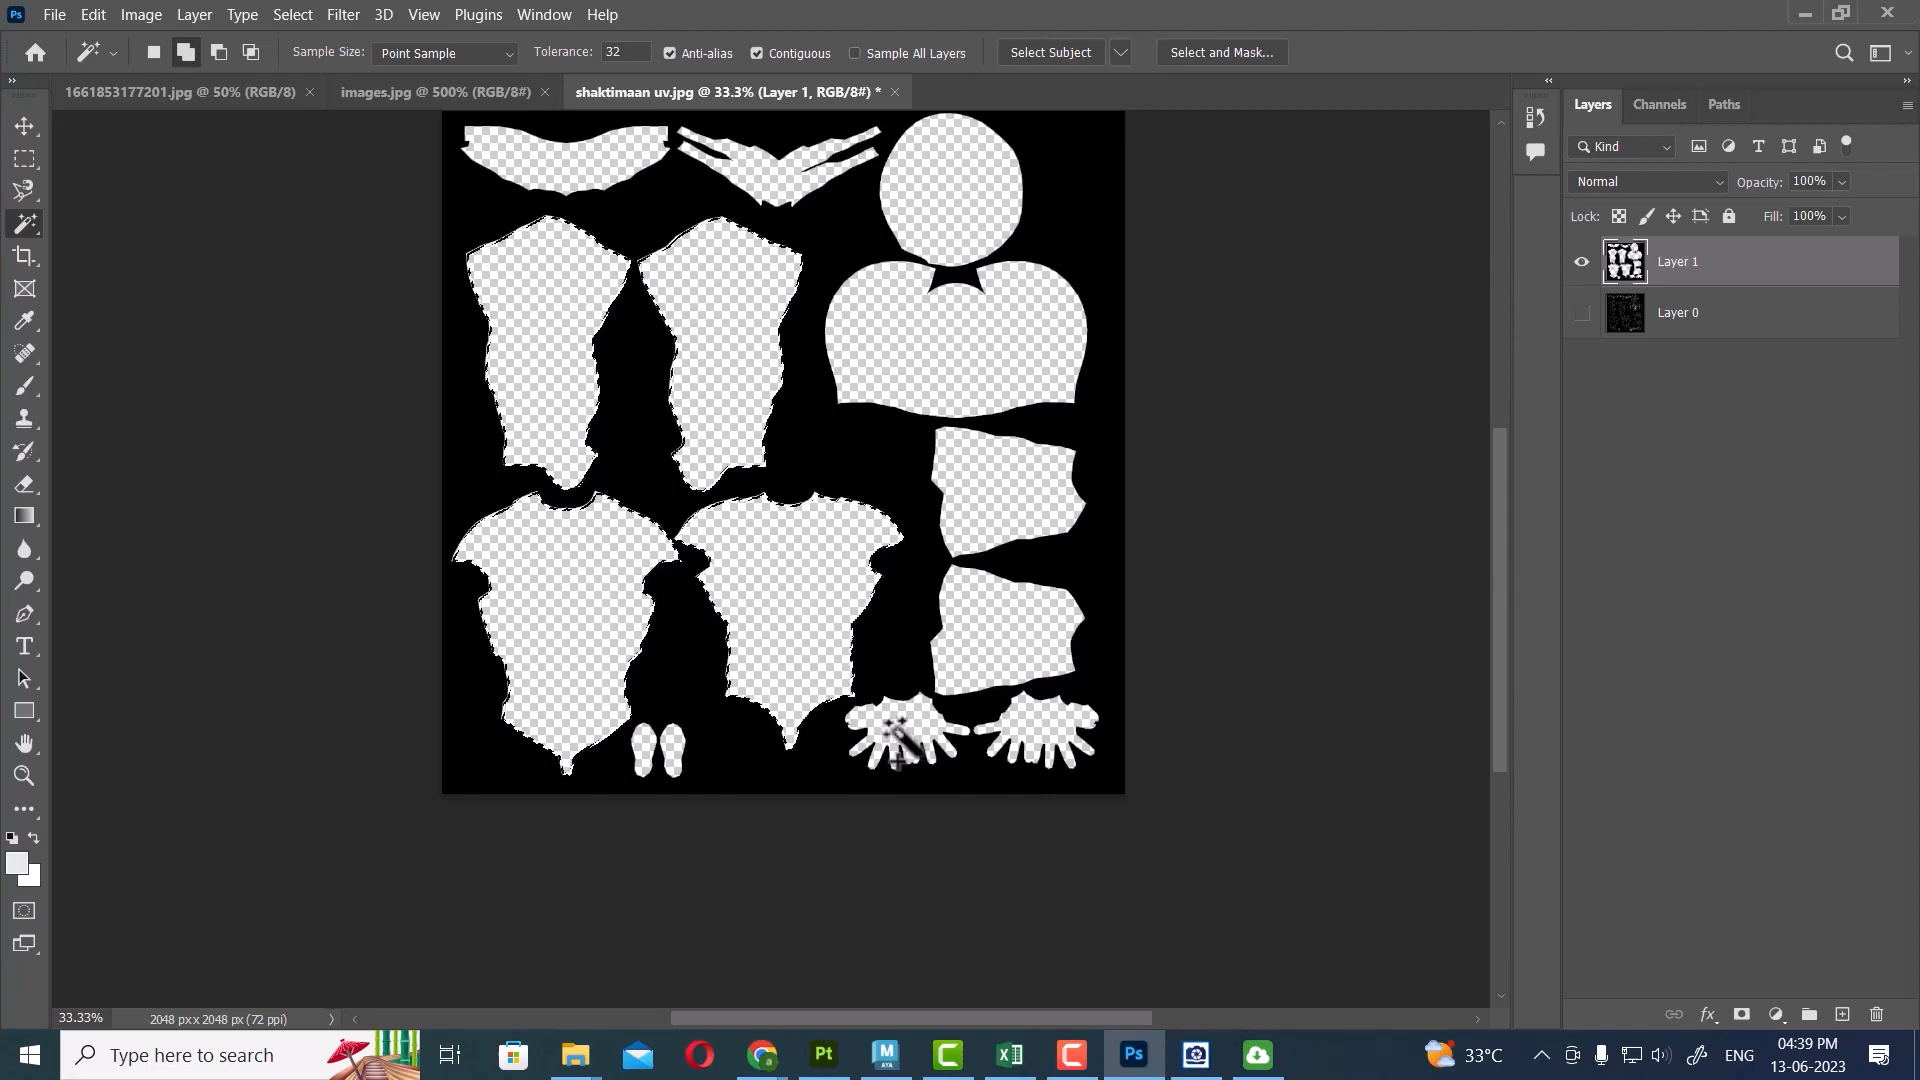 Ps File Edit Image Layer Type Select Filter 3D View Plugins Window Help
Sample Size: Point Sample Tolerance: 32 Anti-alias Contiguous Sample All Layers Select Subject Select and Mask...
1661853177201.jpg @ 50% (RGB/8) images.jpg @ 500% (RGB/8#) shaktimaan uv.jpg @ 33.3% (Layer 1, RGB/8#) *
Layers Channels Paths
Kind
Normal Opacity: 100%
Lock: Fill: 100%
Layer 1
Layer 0
33.33% 2048 px x 2048 px (72 ppi)
Type here to search Pt M AYA Ps 33°C ENG 04:39 PM
13-06-2023